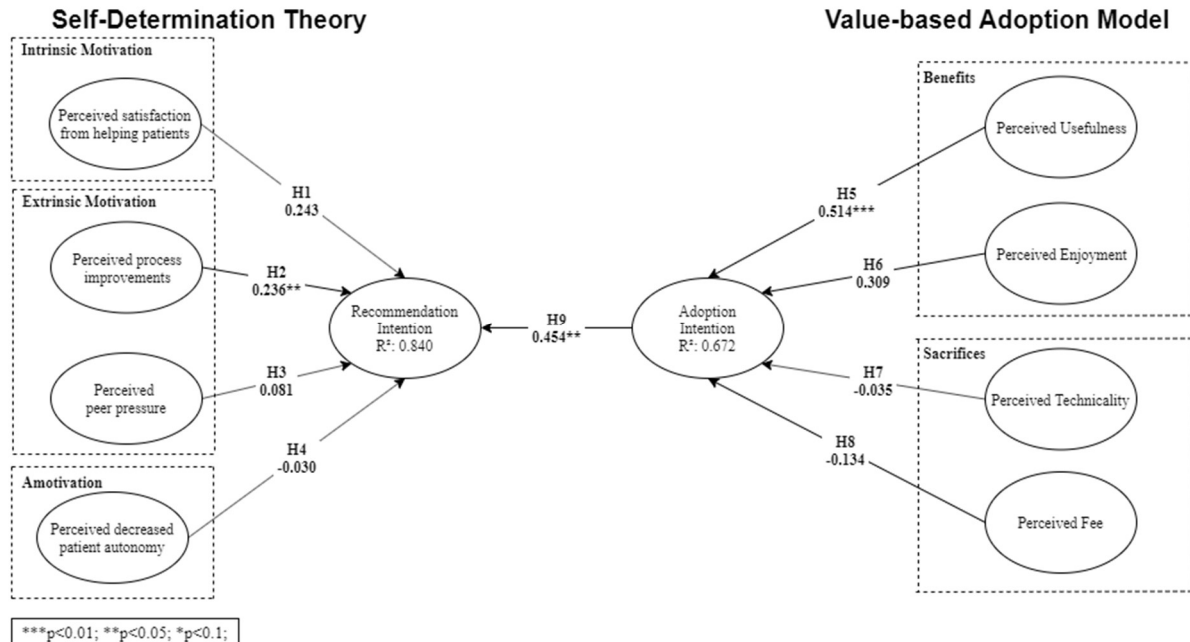 Self-Determination Theory
Value-based Adoption Model
Intrinsic Motivation
Perceived satisfaction
from helping patients
Extrinsic Motivation
Perceived process
improvements
Perceived
peer pressure
Amotivation
Perceived decreased
patient autonomy
H1
0.243
H2
0.236**
H3
0.081
H4
-0.030
Recommendation
Intention
R²: 0.840
H9
0.454**
Adoption
Intention
R²: 0.672
H5
0.514***
H6
0.309
H7
-0.035
H8
-0.134
Benefits
Perceived Usefulness
Perceived Enjoyment
Sacrifices
Perceived Technicality
Perceived Fee
***p<0.01; **p<0.05; *p<0.1;